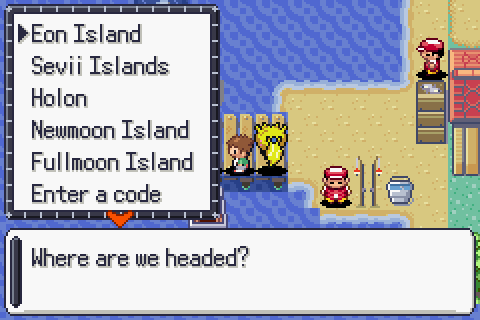 Eon Island
Sevii Islands
Holon
Newmoon Island
Fullmoon Island
Enter a code
Where are we headed?